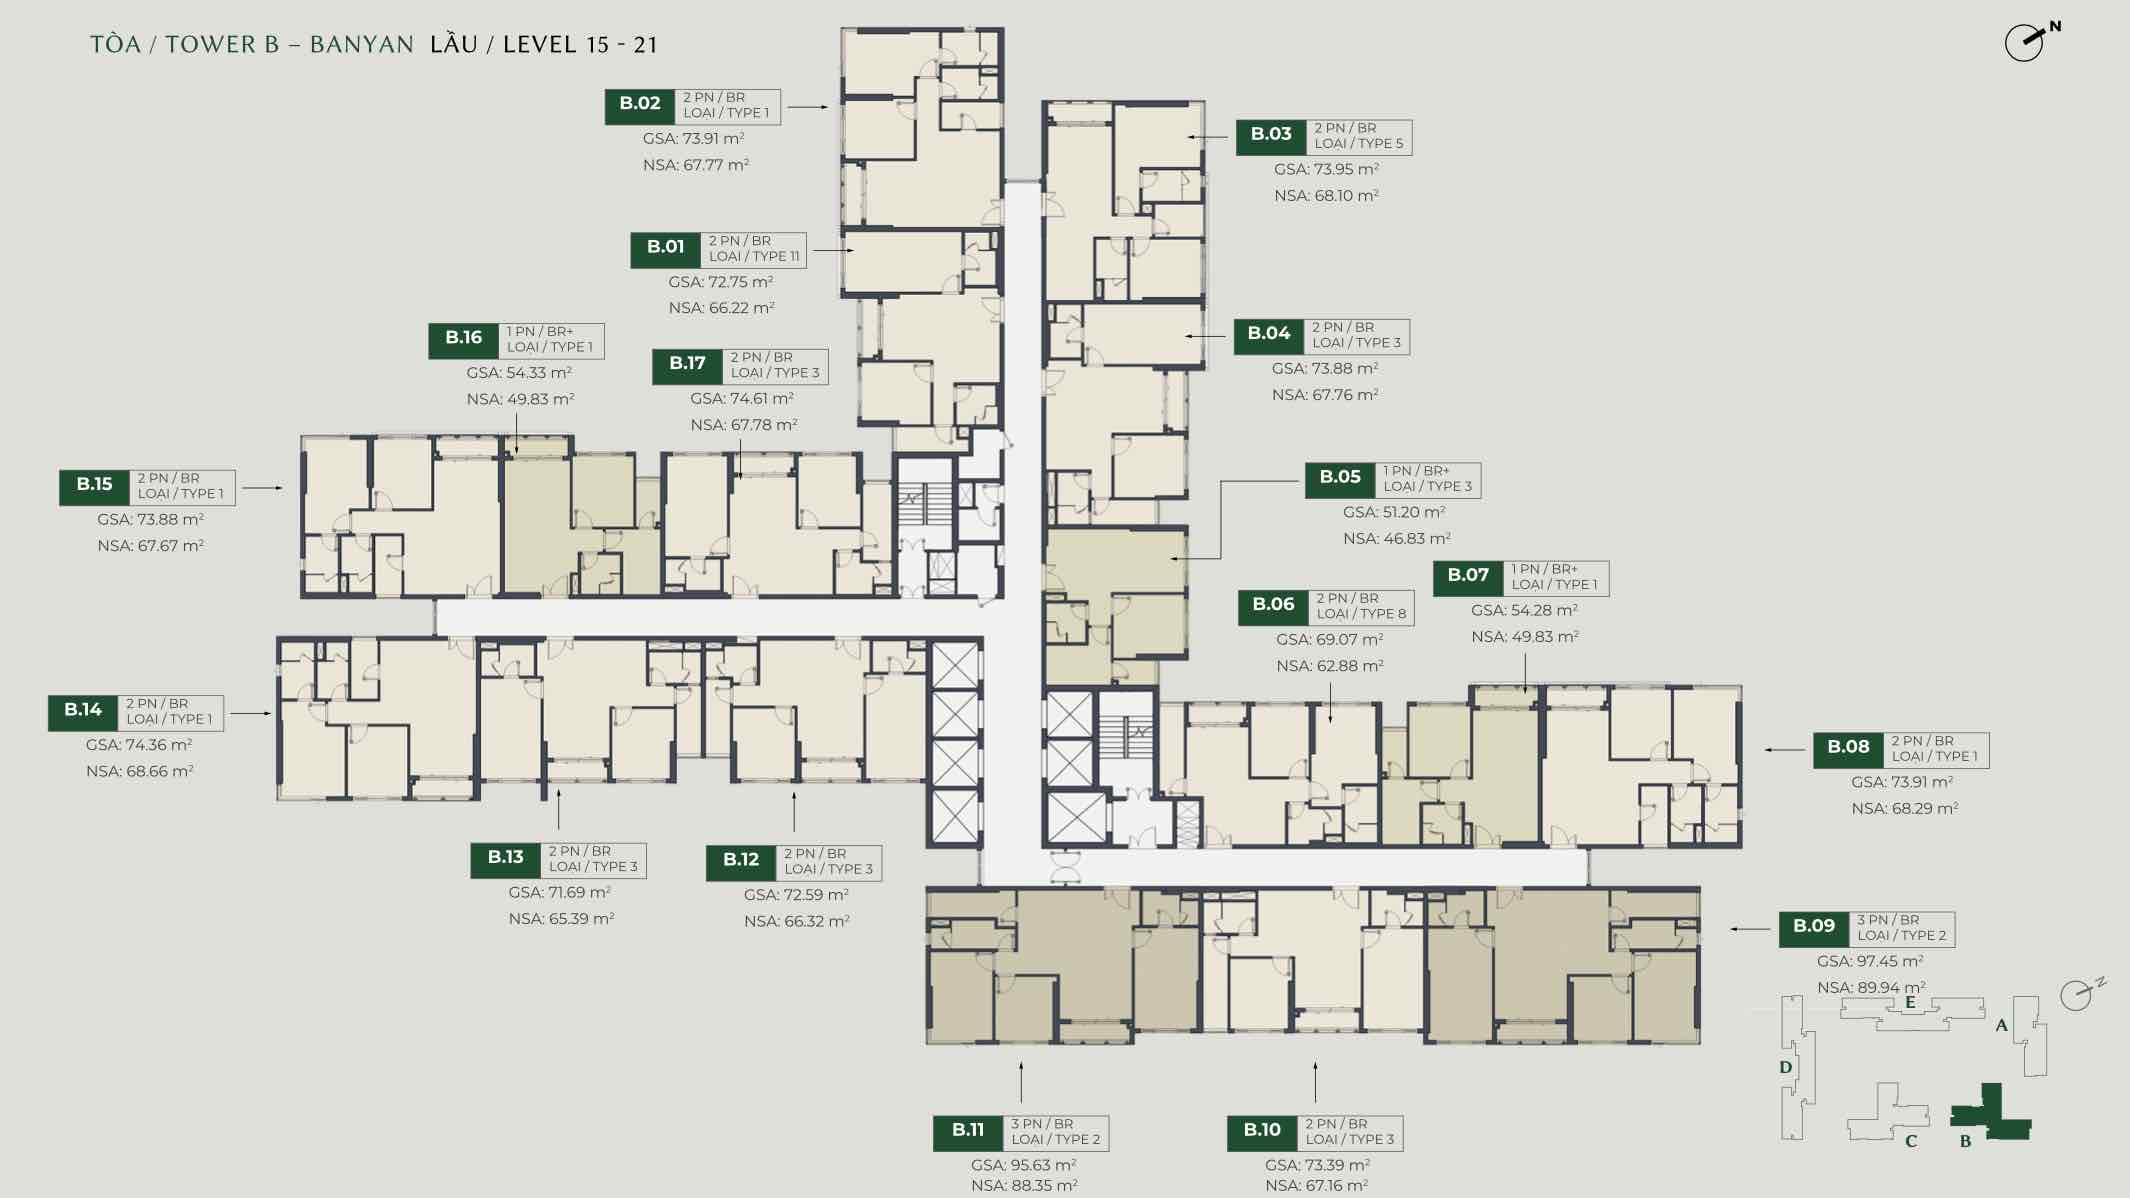 TÒA / TOWER B – BANYAN LẦU / LEVEL 15 - 21
N
B.02
2 PN / BR
LOẠI / TYPE 1
GSA: 73.91 m²
NSA: 67.77 m²
B.03
2 PN / BR
LOẠI / TYPE 5
GSA: 73.95 m²
NSA: 68.10 m²
B.01
2 PN / BR
LOẠI / TYPE 11
GSA: 72.75 m²
NSA: 66.22 m²
B.16
1 PN / BR+
LOẠI / TYPE 1
GSA: 54.33 m²
NSA: 49.83 m²
B.17
2 PN / BR
LOẠI / TYPE 3
GSA: 74.61 m²
NSA: 67.78 m²
B.04
2 PN / BR
LOẠI / TYPE 3
GSA: 73.88 m²
NSA: 67.76 m²
B.15
2 PN / BR
LOẠI / TYPE 1
GSA: 73.88 m²
NSA: 67.67 m²
B.05
1 PN / BR+
LOẠI / TYPE 3
GSA: 51.20 m²
NSA: 46.83 m²
B.06
2 PN / BR
LOẠI / TYPE 8
GSA: 69.07 m²
NSA: 62.88 m²
B.07
1 PN / BR+
LOẠI / TYPE 1
GSA: 54.28 m²
NSA: 49.83 m²
B.14
2 PN / BR
LOẠI / TYPE 1
GSA: 74.36 m²
NSA: 68.66 m²
B.08
2 PN / BR
LOẠI / TYPE 1
GSA: 73.91 m²
NSA: 68.29 m²
B.13
2 PN / BR
LOẠI / TYPE 3
GSA: 71.69 m²
NSA: 65.39 m²
B.12
2 PN / BR
LOẠI / TYPE 3
GSA: 72.59 m²
NSA: 66.32 m²
B.09
3 PN / BR
LOẠI / TYPE 2
GSA: 97.45 m²
NSA: 89.94 m²
B.11
3 PN / BR
LOẠI / TYPE 2
GSA: 95.63 m²
NSA: 88.35 m²
B.10
2 PN / BR
LOẠI / TYPE 3
GSA: 73.39 m²
NSA: 67.16 m²
N
E
A
D
C
B